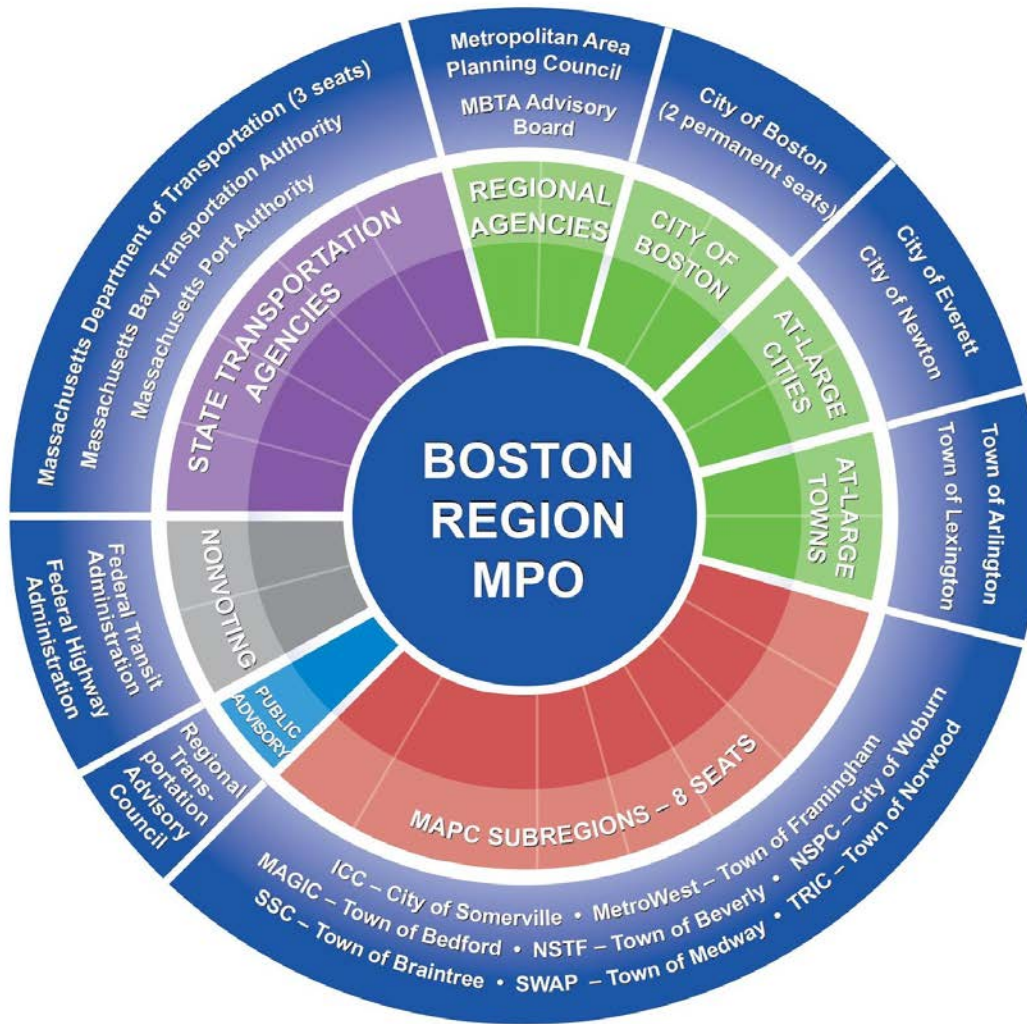 BOSTON
REGION
MPO
STATE TRANSPORTATION
AGENCIES
Massachusetts Department of Transportation (3 seats)
Massachusetts Bay Transportation Authority
Massachusetts Port Authority
REGIONAL
AGENCIES
Metropolitan Area
Planning Council
MBTA Advisory
Board
CITY OF
BOSTON
City of Boston
(2 permanent seats)
AT-LARGE
CITIES
City of Everett
City of Newton
AT-LARGE
TOWNS
Town of Arlington
Town of Lexington
MAPC SUBREGIONS – 8 SEATS
ICC – City of Somerville • MetroWest – Town of Framingham
MAGIC – Town of Bedford • NSTF – Town of Beverly • NSPC – City of Woburn
SSC – Town of Braintree • SWAP – Town of Medway • TRIC – Town of Norwood
PUBLIC
ADVISORY
Regional
Trans-
portation
Advisory
Council
NONVOTING
Federal Transit
Administration
Federal Highway
Administration